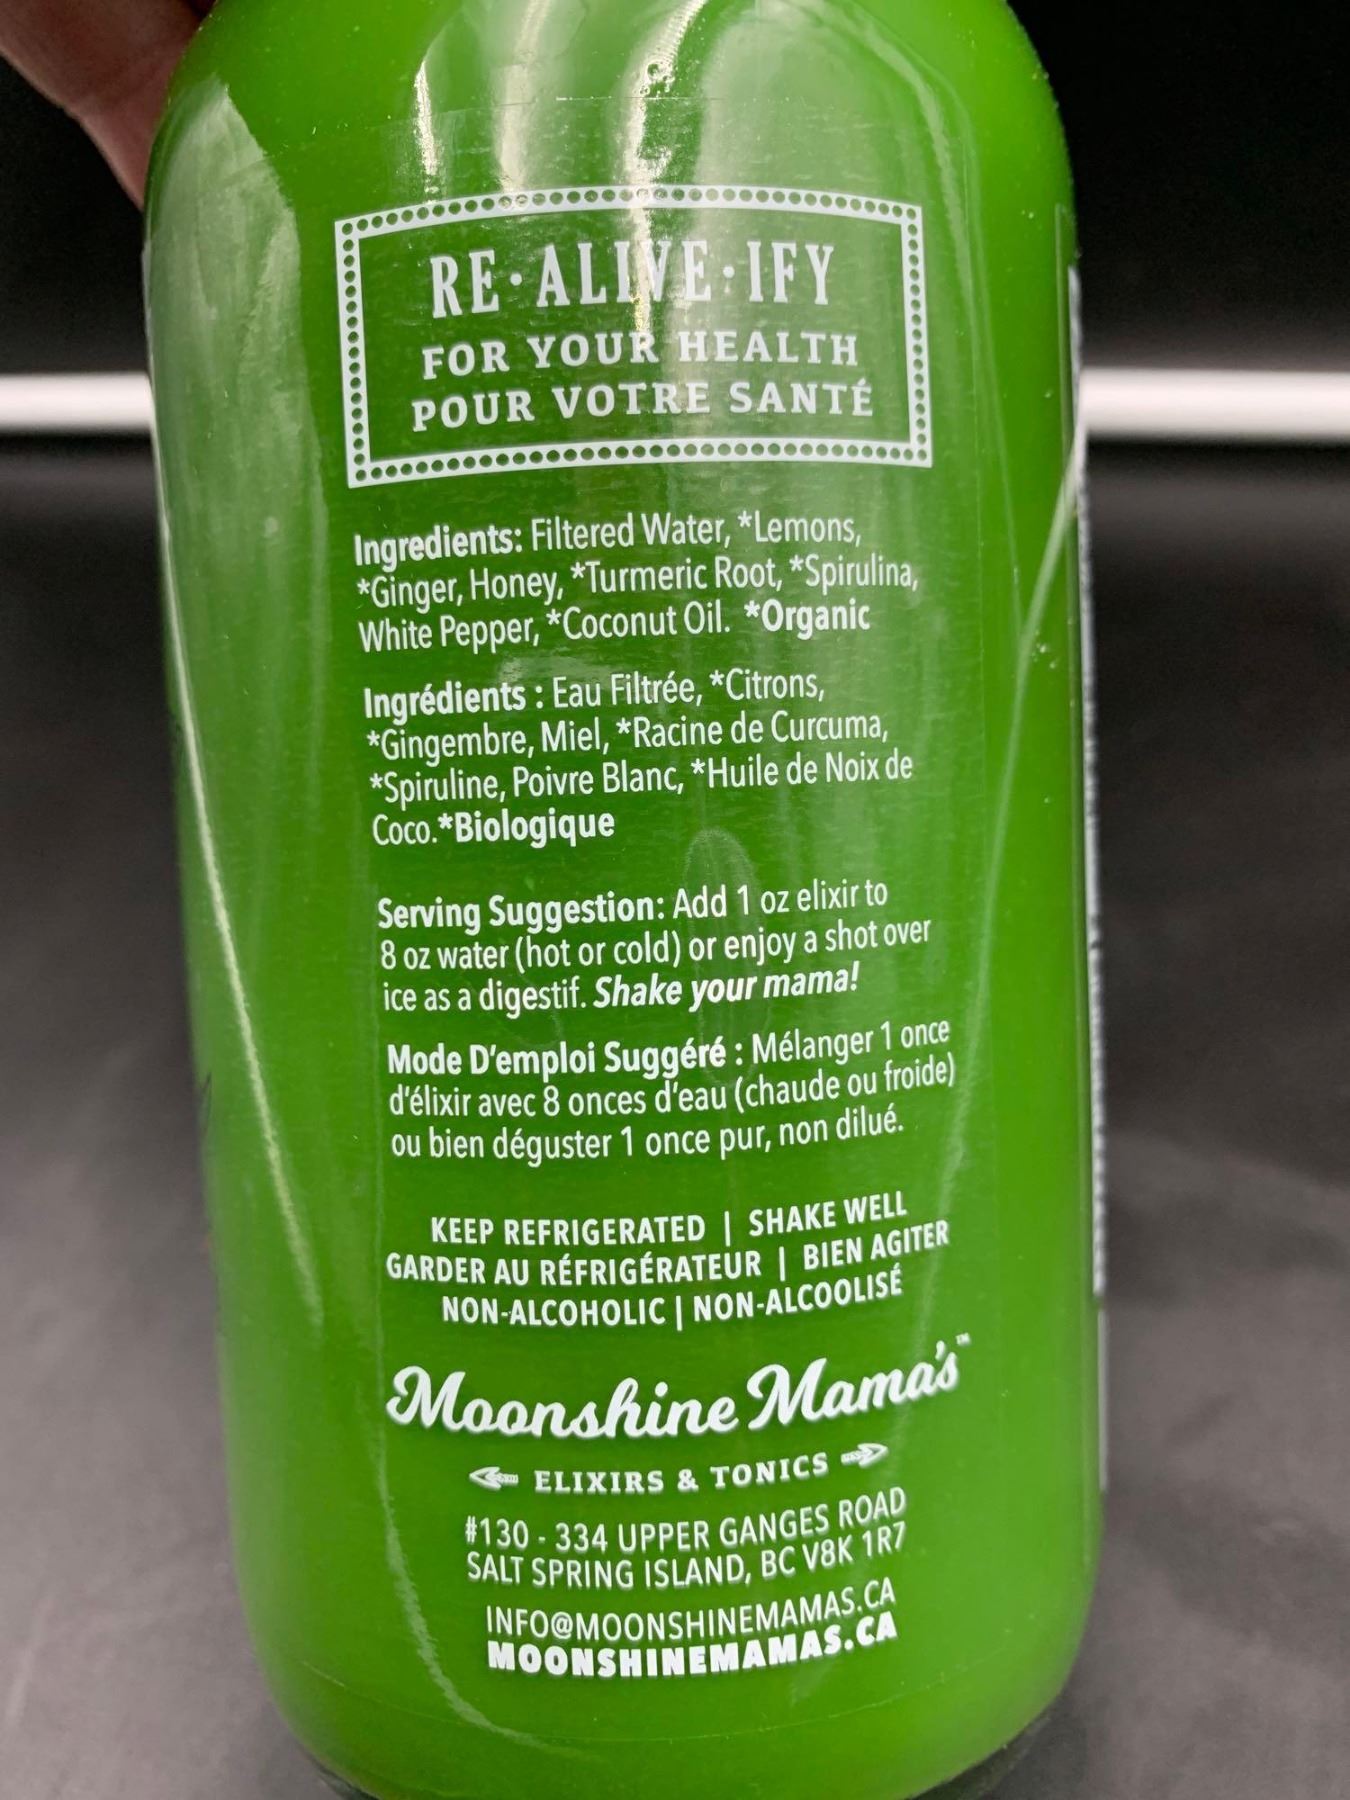 RE·ALIVE·IFY
FOR YOUR HEALTH
POUR VOTRE SANTÉ
Ingredients: Filtered Water, *Lemons,
*Ginger, Honey, *Turmeric Root, *Spirulina,
White Pepper, *Coconut Oil. *Organic
Ingrédients : Eau Filtrée, *Citrons,
*Gingembre, Miel, *Racine de Curcuma,
*Spiruline, Poivre Blanc, *Huile de Noix de
Coco.*Biologique
Serving Suggestion: Add 1 oz elixir to
8 oz water (hot or cold) or enjoy a shot over
ice as a digestif. Shake your mama!
Mode D'emploi Suggéré : Mélanger 1 once
d'élixir avec 8 onces d'eau (chaude ou froide)
ou bien déguster 1 once pur, non dilué.
KEEP REFRIGERATED | SHAKE WELL
GARDER AU RÉFRIGÉRATEUR | BIEN AGITER
NON-ALCOHOLIC | NON-ALCOOLISÉ
Moonshine Mama's™
ELIXIRS & TONICS
#130 - 334 UPPER GANGES ROAD
SALT SPRING ISLAND, BC V8K 1R7
INFO@MOONSHINEMAMAS.CA
MOONSHINEMAMAS.CA